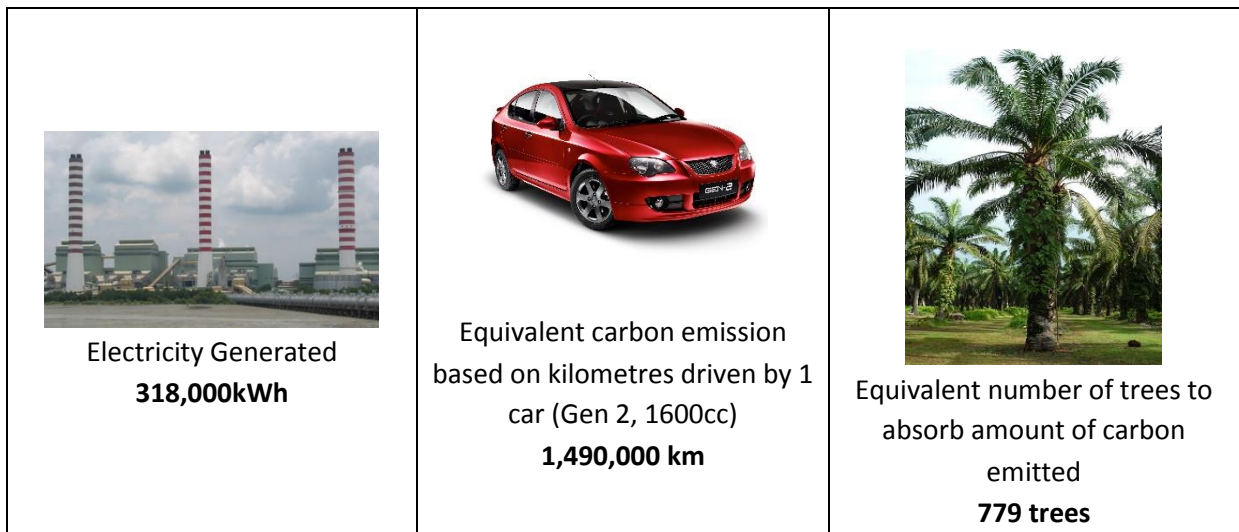 Electricity Generated
318,000kWh
GEN•2
Equivalent carbon emission
based on kilometres driven by 1
car (Gen 2, 1600cc)
1,490,000 km
Equivalent number of trees to
absorb amount of carbon
emitted
779 trees